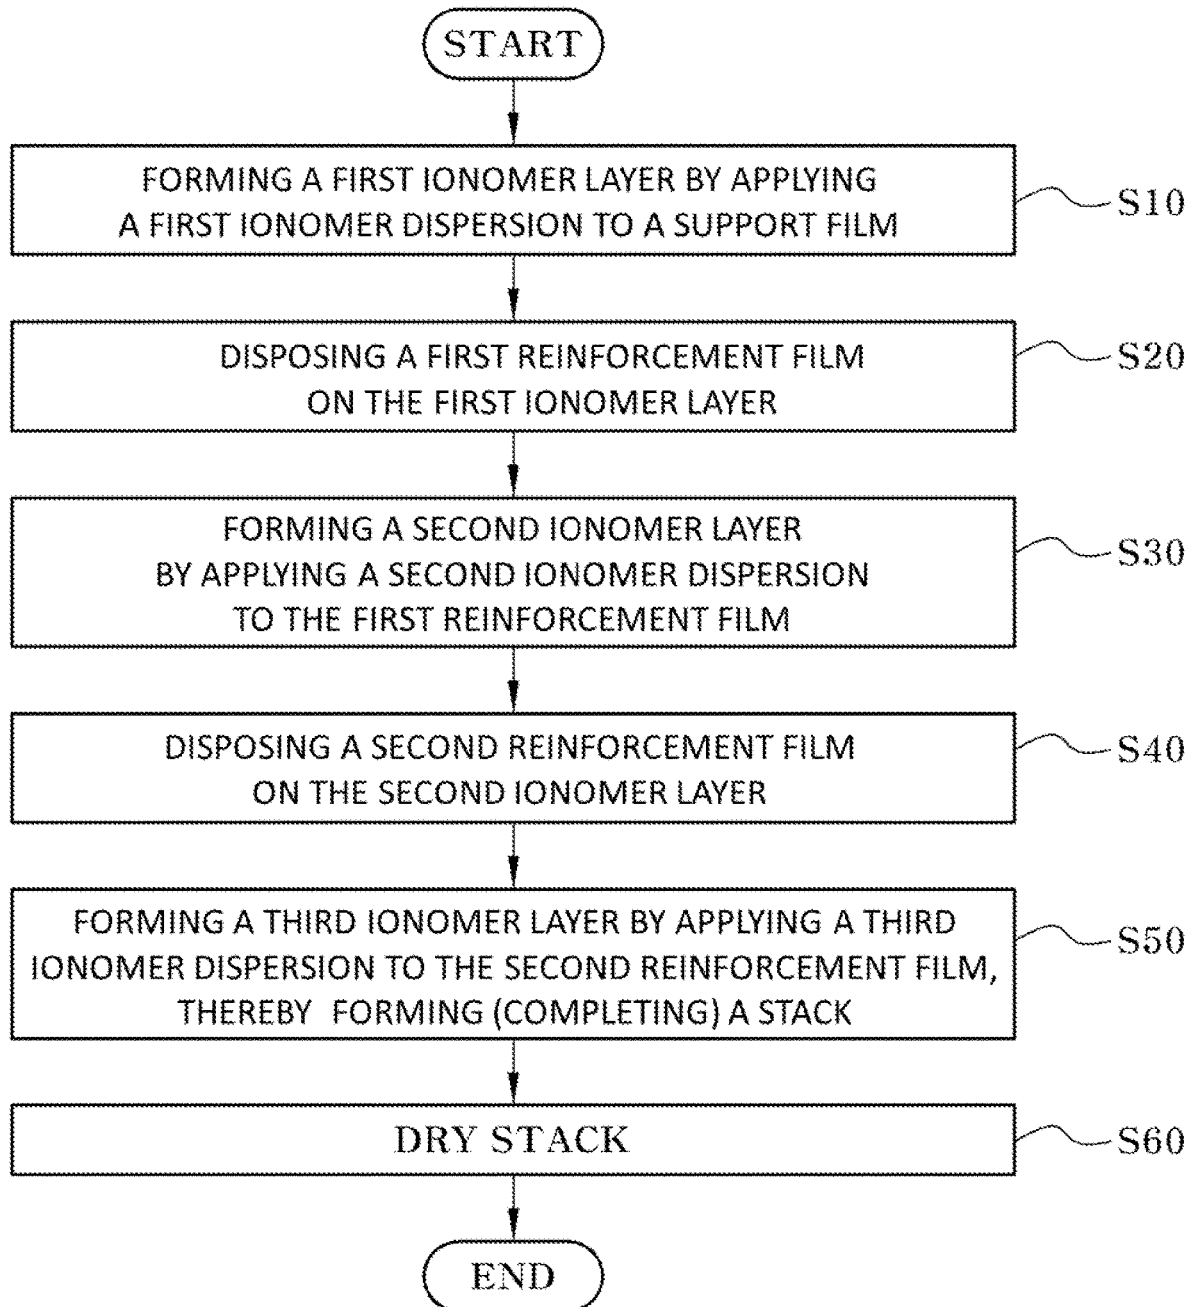 START
FORMING A FIRST IONOMER LAYER BY APPLYING
A FIRST IONOMER DISPERSION TO A SUPPORT FILM
S10
DISPOSING A FIRST REINFORCEMENT FILM
ON THE FIRST IONOMER LAYER
S20
FORMING A SECOND IONOMER LAYER
BY APPLYING A SECOND IONOMER DISPERSION
TO THE FIRST REINFORCEMENT FILM
S30
DISPOSING A SECOND REINFORCEMENT FILM
ON THE SECOND IONOMER LAYER
S40
FORMING A THIRD IONOMER LAYER BY APPLYING A THIRD
IONOMER DISPERSION TO THE SECOND REINFORCEMENT FILM,
THEREBY FORMING (COMPLETING) A STACK
S50
DRY STACK
S60
END